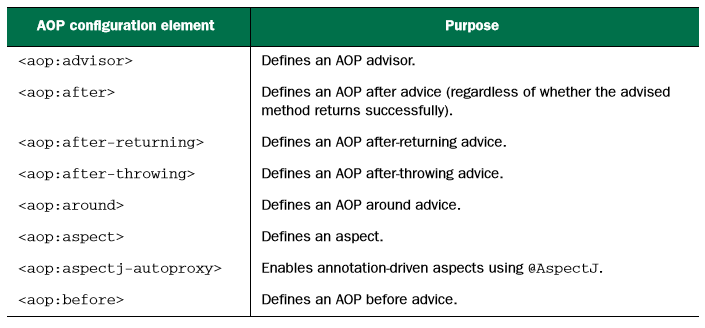 AOP configuration element Purpose
<aop:advisor> Defines an AOP advisor.
<aop:after> Defines an AOP after advice (regardless of whether the advised
method returns successfully).
<aop:after-returning> Defines an AOP after-returning advice.
<aop:after-throwing> Defines an AOP after-throwing advice.
<aop:around> Defines an AOP around advice.
<aop:aspect> Defines an aspect.
<aop:aspectj-autoproxy> Enables annotation-driven aspects using @AspectJ.
<aop:before> Defines an AOP before advice.